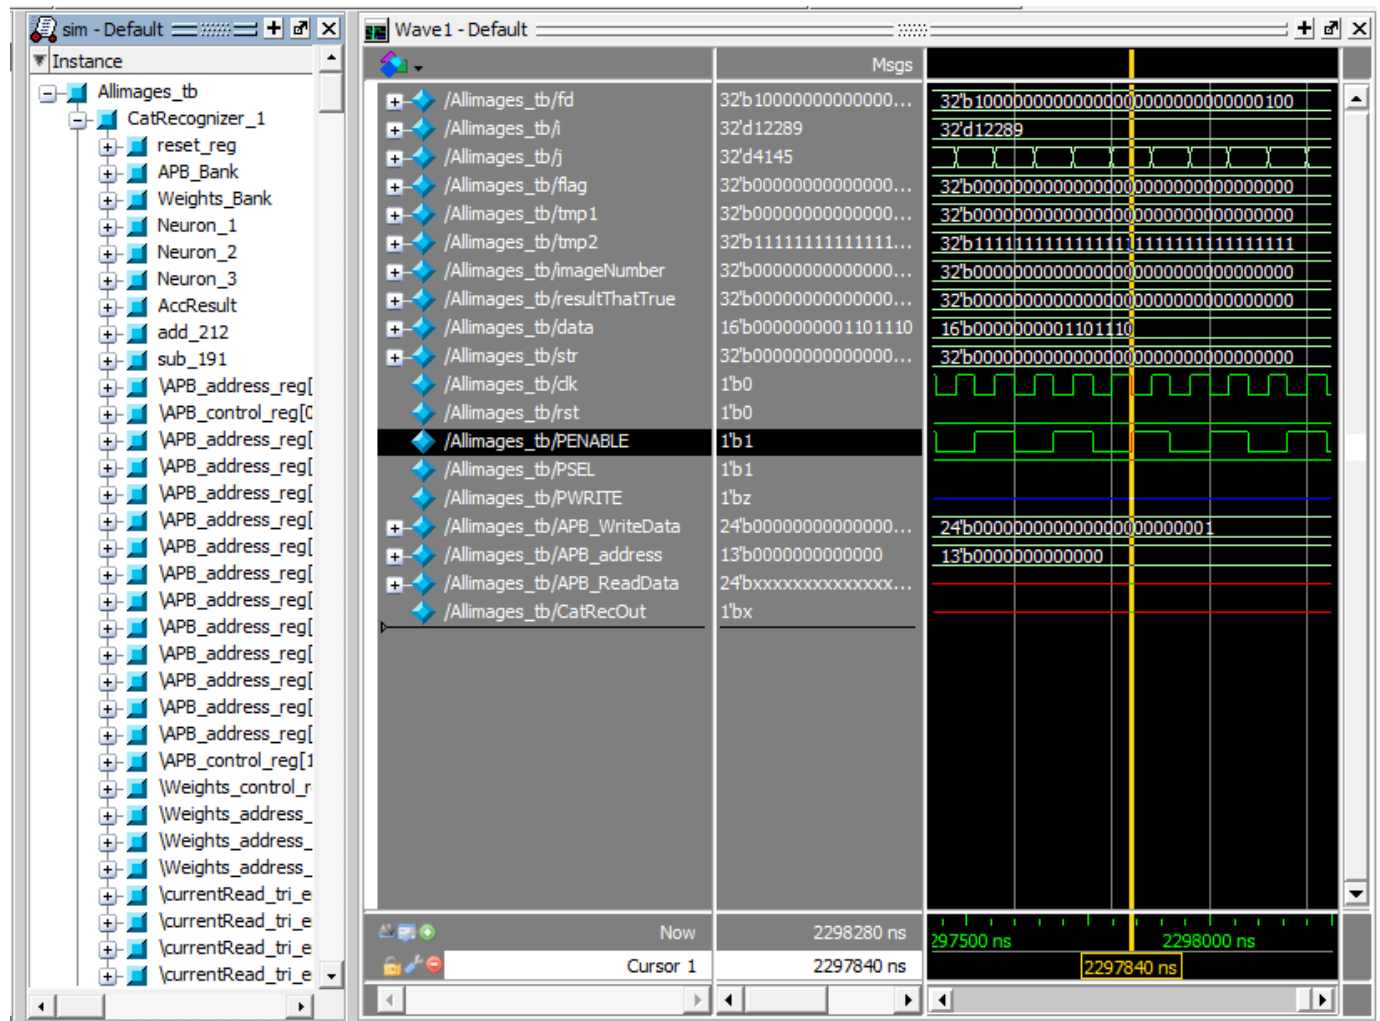 sim - Default
Instance
Allimages_tb
CatRecognizer_1
reset_reg
APB_Bank
Weights_Bank
Neuron_1
Neuron_2
Neuron_3
AccResult
add_212
sub_191
\APB_address_reg[
\APB_control_reg[0
\APB_address_reg[
\APB_address_reg[
\APB_address_reg[
\APB_address_reg[
\APB_address_reg[
\APB_address_reg[
\APB_address_reg[
\APB_address_reg[
\APB_address_reg[
\APB_address_reg[
\APB_address_reg[
\APB_address_reg[
\APB_control_reg[1
\Weights_control_r
\Weights_address_
\Weights_address_
\Weights_address_
\currentRead_tri_e
\currentRead_tri_e
\currentRead_tri_e
\currentRead_tri_e
Wave1 - Default
Msgs
/Allimages_tb/fd 32'b10000000000000... 32'b10000000000000000000000000000100
/Allimages_tb/i 32'd12289 32'd12289
/Allimages_tb/j 32'd4145
/Allimages_tb/flag 32'b00000000000000... 32'b00000000000000000000000000000000
/Allimages_tb/tmp1 32'b00000000000000... 32'b00000000000000000000000000000000
/Allimages_tb/tmp2 32'b11111111111111... 32'b11111111111111111111111111111111
/Allimages_tb/imageNumber 32'b00000000000000... 32'b00000000000000000000000000000000
/Allimages_tb/resultThatTrue 32'b00000000000000... 32'b00000000000000000000000000000000
/Allimages_tb/data 16'b0000000001101110 16'b0000000001101110
/Allimages_tb/str 32'b00000000000000... 32'b00000000000000000000000000000000
/Allimages_tb/clk 1'b0
/Allimages_tb/rst 1'b0
/Allimages_tb/PENABLE 1'b1
/Allimages_tb/PSEL 1'b1
/Allimages_tb/PWRITE 1'bz
/Allimages_tb/APB_WriteData 24'b00000000000000... 24'b000000000000000000000001
/Allimages_tb/APB_address 13'b0000000000000 13'b0000000000000
/Allimages_tb/APB_ReadData 24'bxxxxxxxxxxxxxx...
/Allimages_tb/CatRecOut 1'bx
Now 2298280 ns 297500 ns 2298000 ns
Cursor 1 2297840 ns 2297840 ns